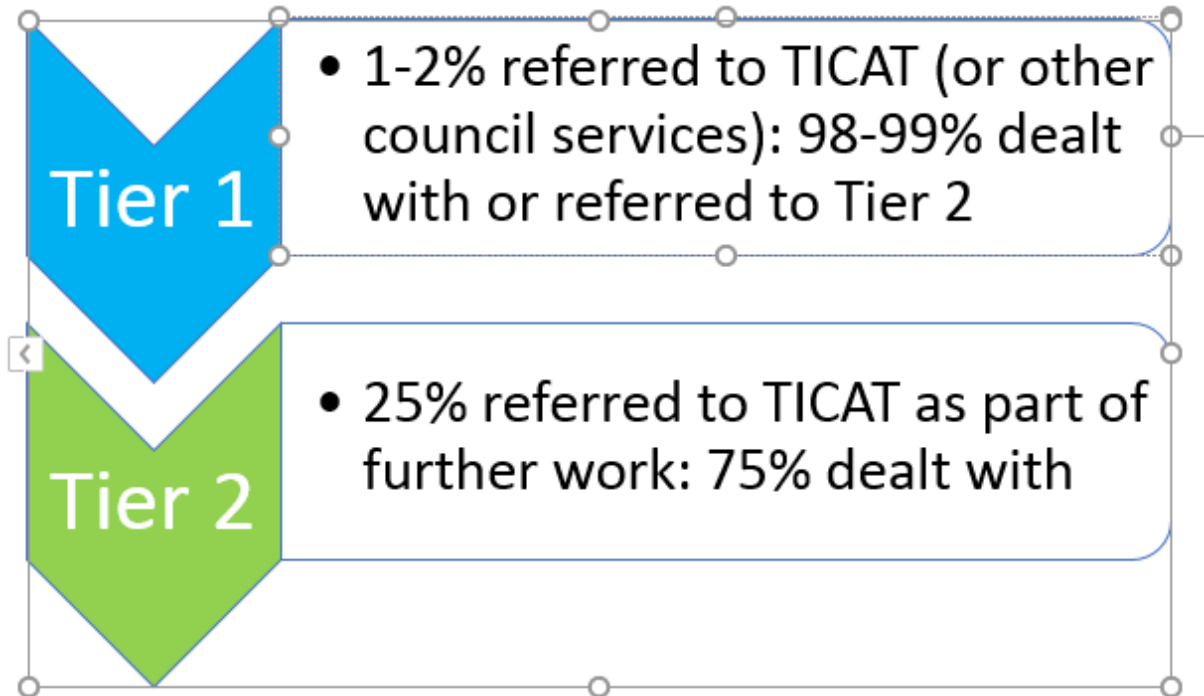 Tier 1
• 1-2% referred to TICAT (or other
council services): 98-99% dealt
with or referred to Tier 2
Tier 2
• 25% referred to TICAT as part of
further work: 75% dealt with